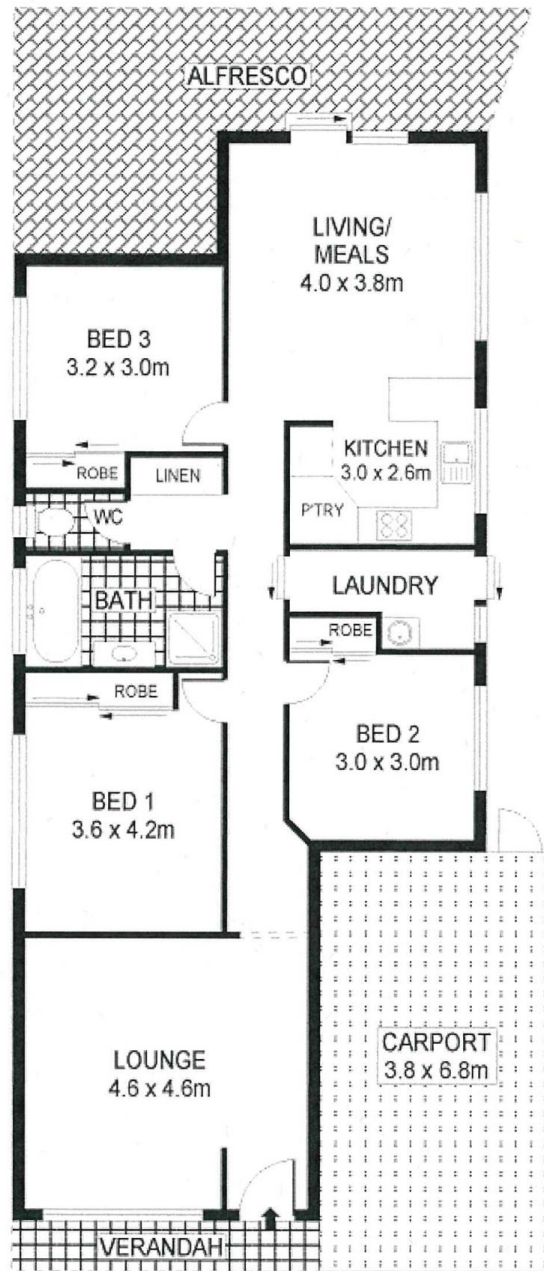 ALFRESCO
LIVING/
MEALS
4.0 x 3.8m
BED 3
3.2 x 3.0m
ROBE
LINEN
KITCHEN
3.0 x 2.6m
P'TRY
WC
BATH
LAUNDRY
ROBE
ROBE
BED 2
3.0 x 3.0m
BED 1
3.6 x 4.2m
LOUNGE
4.6 x 4.6m
CARPORT
3.8 x 6.8m
VERANDAH